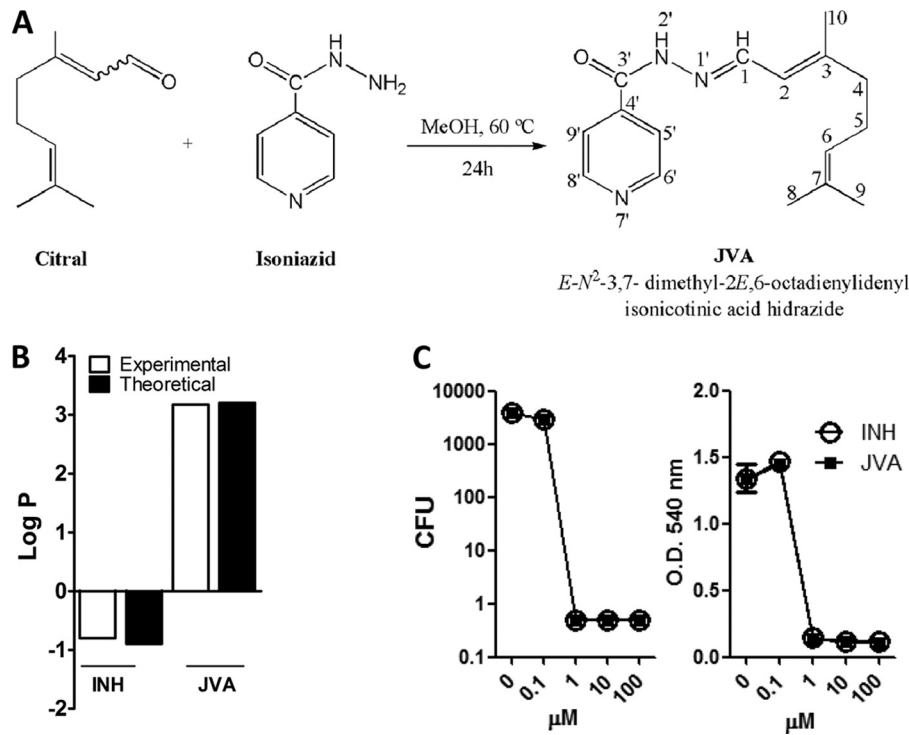 A
O
Citral
+
O
C
H
N
NH₂
N
Isoniazid
MeOH, 60 ºC
24h
O
C
3'
H
N
2'
N
1'
H
C
1
2
3
10
4
5
6
7
8
9
4'
5'
6'
N
7'
8'
9'
JVA
E-N²-3,7- dimethyl-2E,6-octadienylidenyl
isonicotinic acid hidrazide
B
Experimental
Theoretical
Log P
4
3
2
1
0
-1
-2
INH
JVA
C
CFU
10000
1000
100
10
1
0.1
0 0.1 1 10 100
μM
O.D. 540 nm
2.0
1.5
1.0
0.5
0.0
0 0.1 1 10 100
μM
INH
JVA